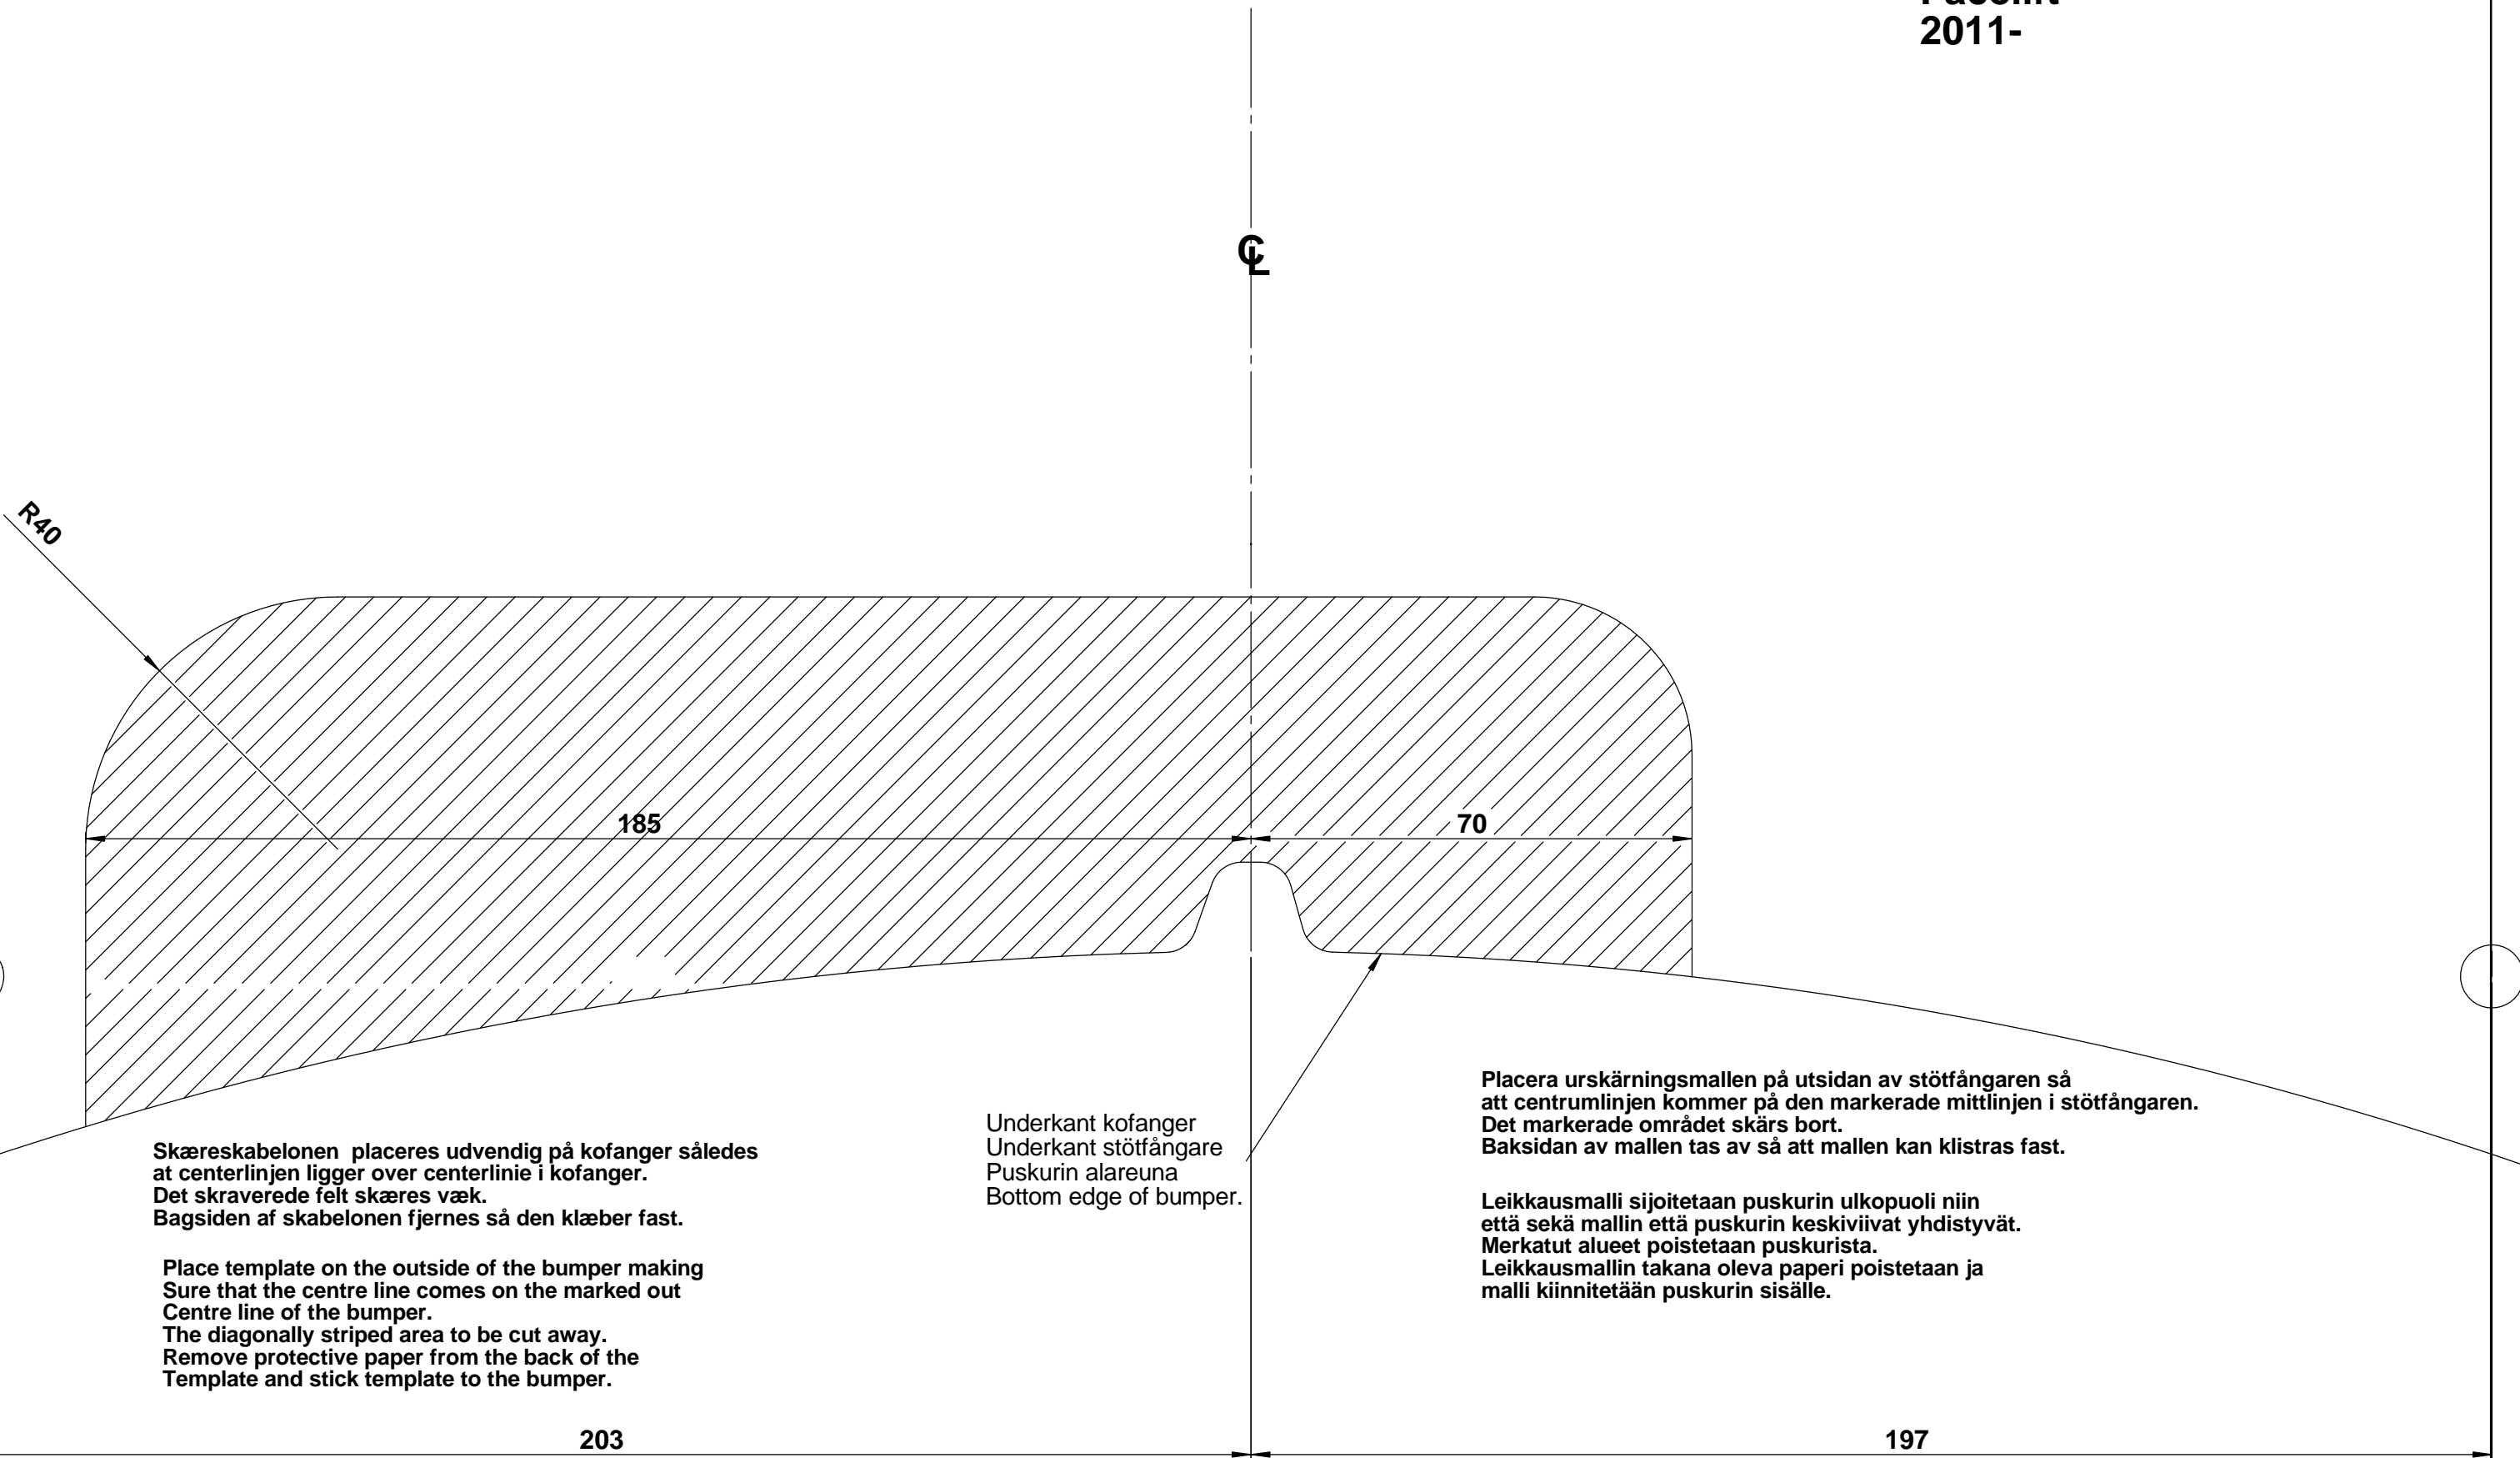 2011-
℄
R40
185
70
Skæreskabelonen placeres udvendig på kofanger således
at centerlinjen ligger over centerlinie i kofanger.
Det skraverede felt skæres væk.
Bagsiden af skabelonen fjernes så den klæber fast.
Place template on the outside of the bumper making
Sure that the centre line comes on the marked out
Centre line of the bumper.
The diagonally striped area to be cut away.
Remove protective paper from the back of the
Template and stick template to the bumper.
Underkant kofanger
Underkant stötfångare
Puskurin alareuna
Bottom edge of bumper.
Placera urskärningsmallen på utsidan av stötfångaren så
att centrumlinjen kommer på den markerade mittlinjen i stötfångaren.
Det markerade området skärs bort.
Baksidan av mallen tas av så att mallen kan klistras fast.
Leikkausmalli sijoitetaan puskurin ulkopuoli niin
että sekä mallin että puskurin keskiviivat yhdistyvät.
Merkatut alueet poistetaan puskurista.
Leikkausmallin takana oleva paperi poistetaan ja
malli kiinnitetään puskurin sisälle.
203
197